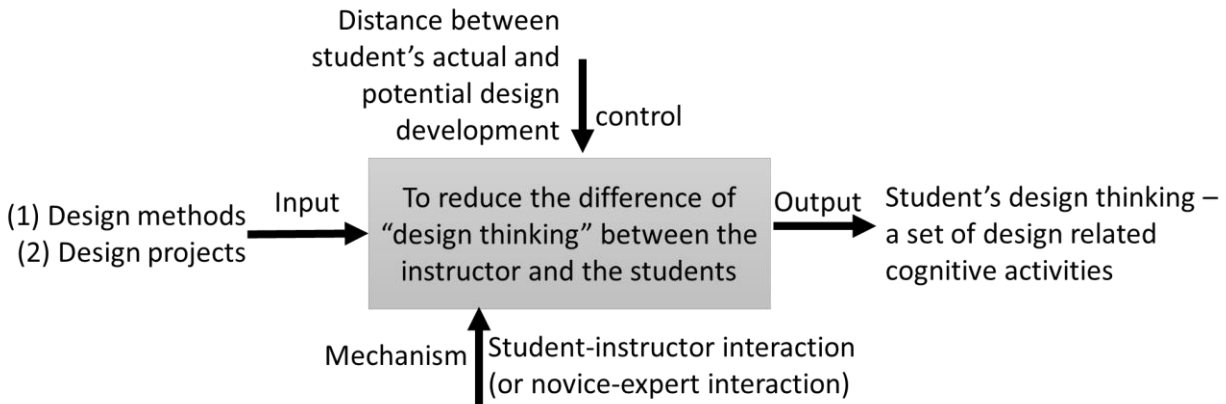 Distance between
student’s actual and
potential design
development
control
(1) Design methods
(2) Design projects
Input
To reduce the difference of
“design thinking” between the
instructor and the students
Output
Student’s design thinking –
a set of design related
cognitive activities
Mechanism
Student-instructor interaction
(or novice-expert interaction)